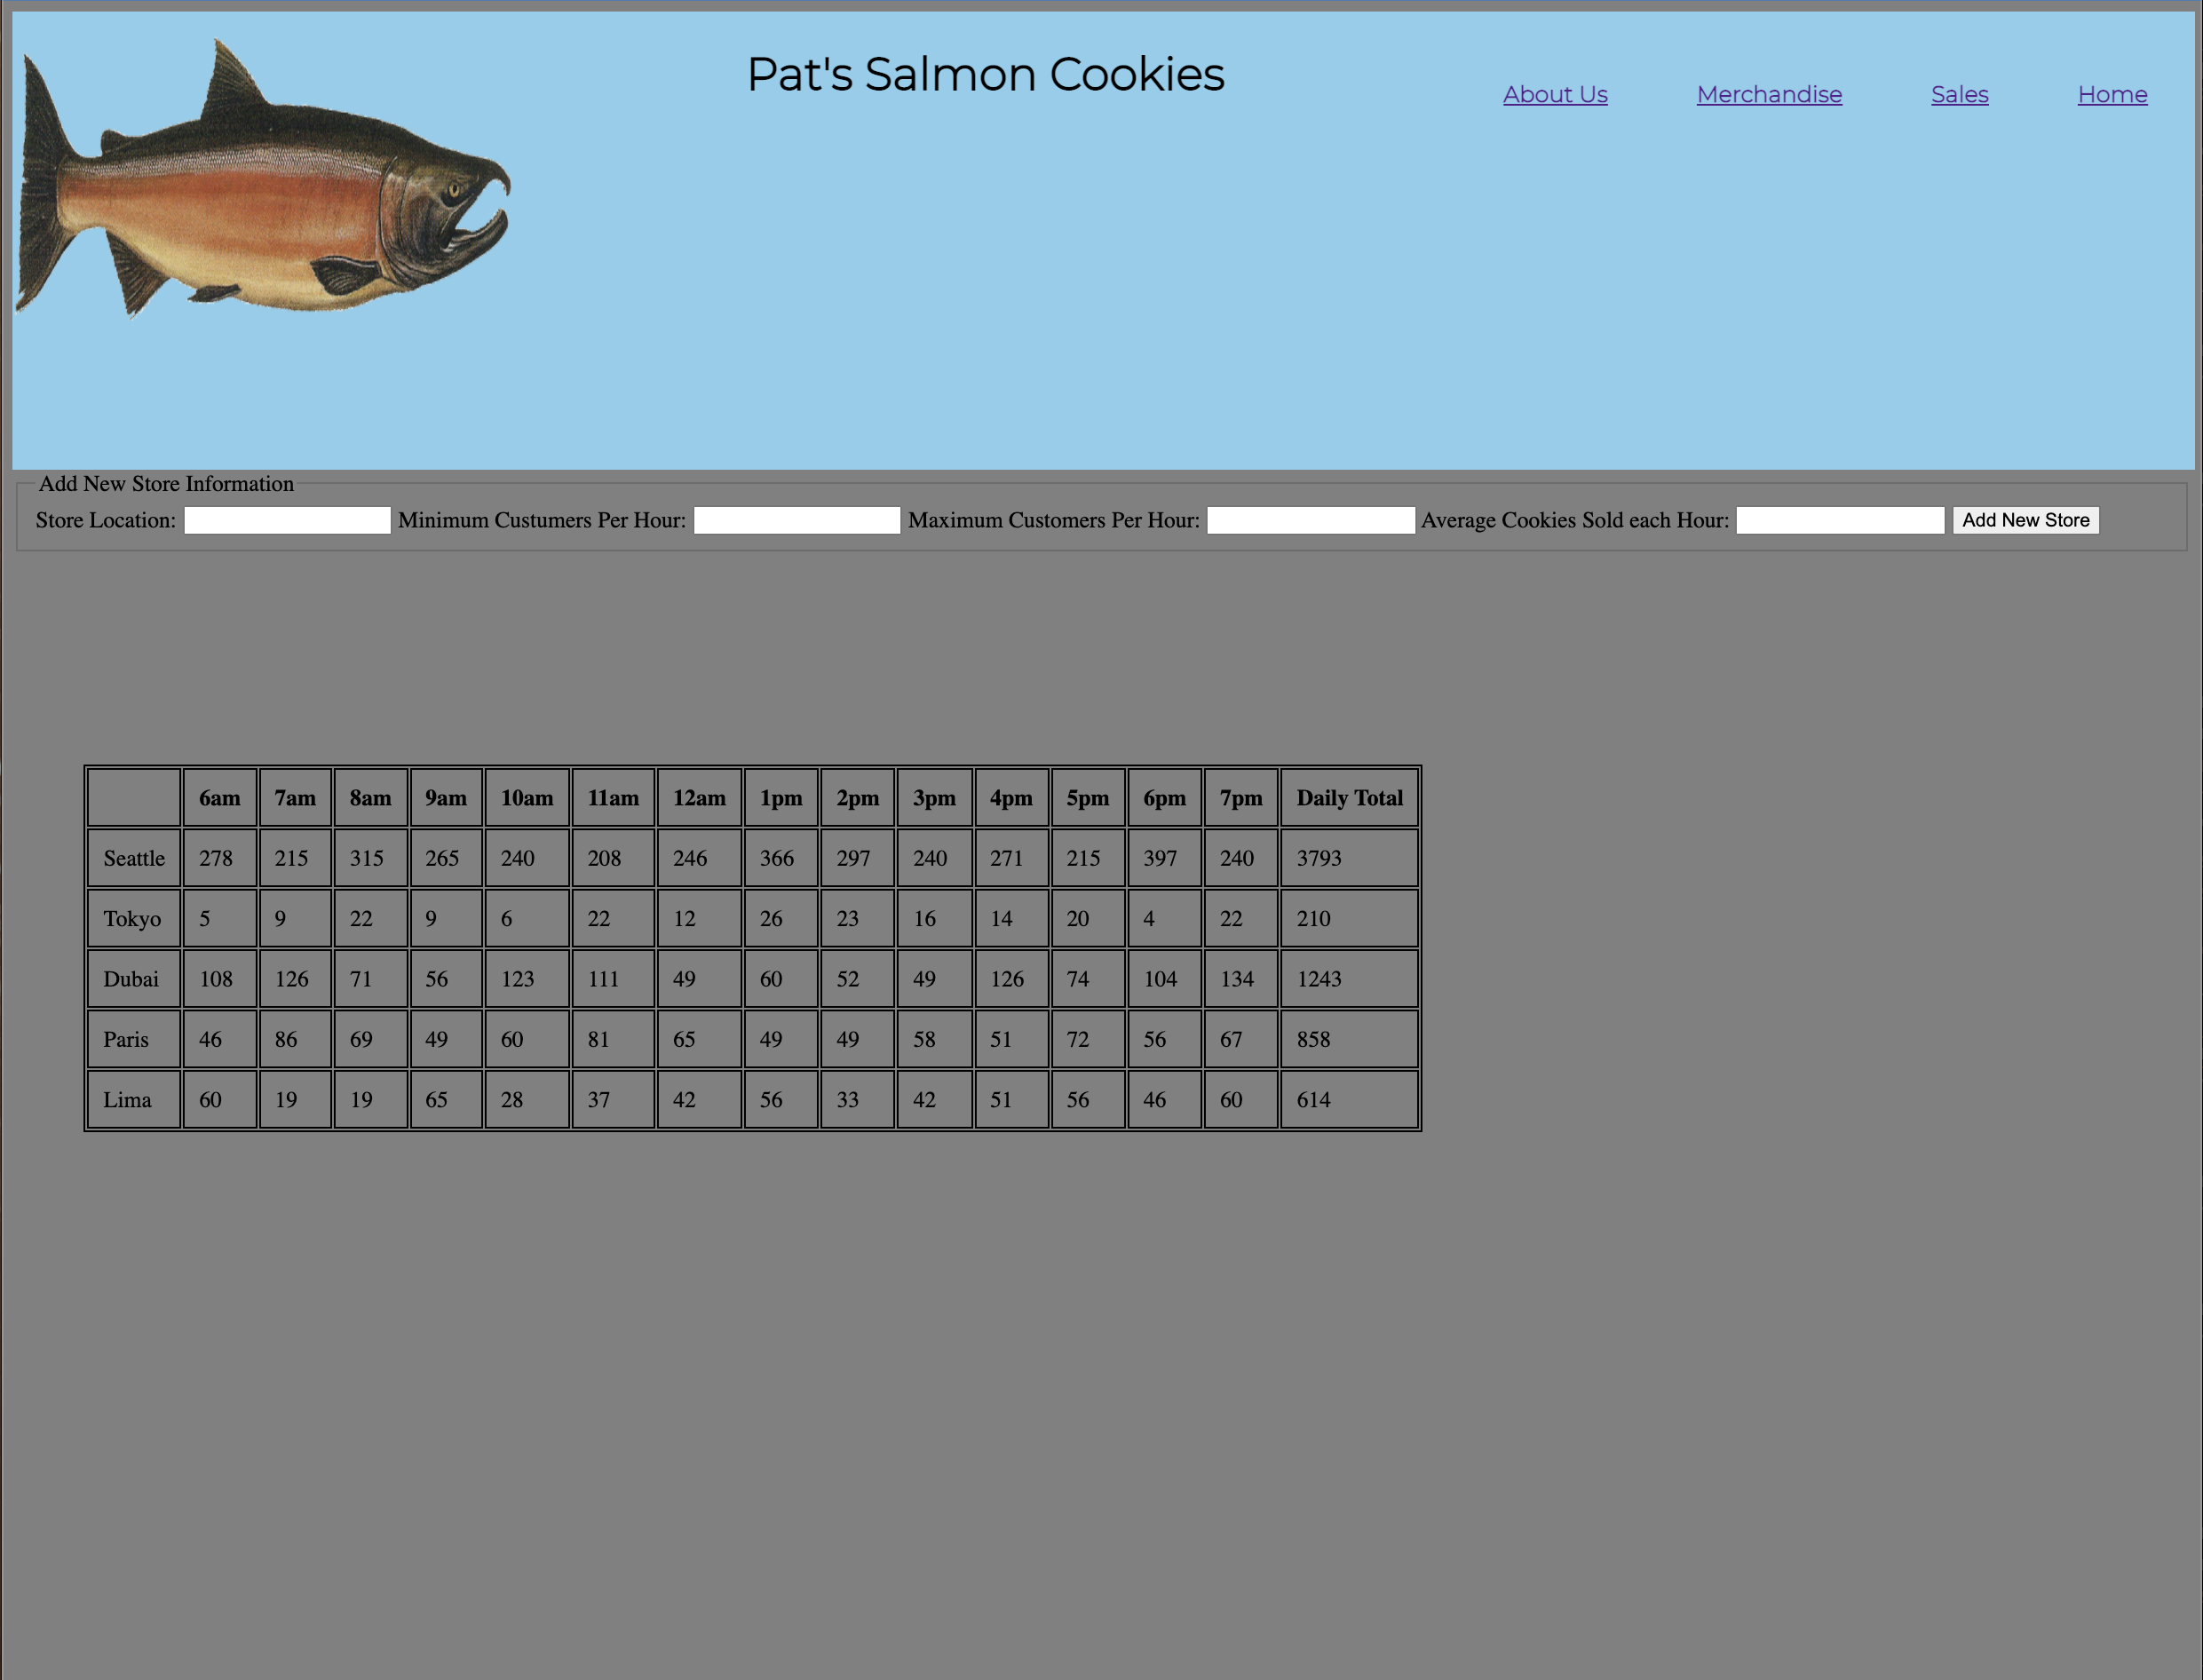 Pat's Salmon Cookies
About Us Merchandise Sales Home
Add New Store Information
Store Location: Minimum Custumers Per Hour: Maximum Customers Per Hour: Average Cookies Sold each Hour: Add New Store
6am 7am 8am 9am 10am 11am 12am 1pm 2pm 3pm 4pm 5pm 6pm 7pm Daily Total
Seattle 278 215 315 265 240 208 246 366 297 240 271 215 397 240 3793
Tokyo 5 9 22 9 6 22 12 26 23 16 14 20 4 22 210
Dubai 108 126 71 56 123 111 49 60 52 49 126 74 104 134 1243
Paris 46 86 69 49 60 81 65 49 49 58 51 72 56 67 858
Lima 60 19 19 65 28 37 42 56 33 42 51 56 46 60 614